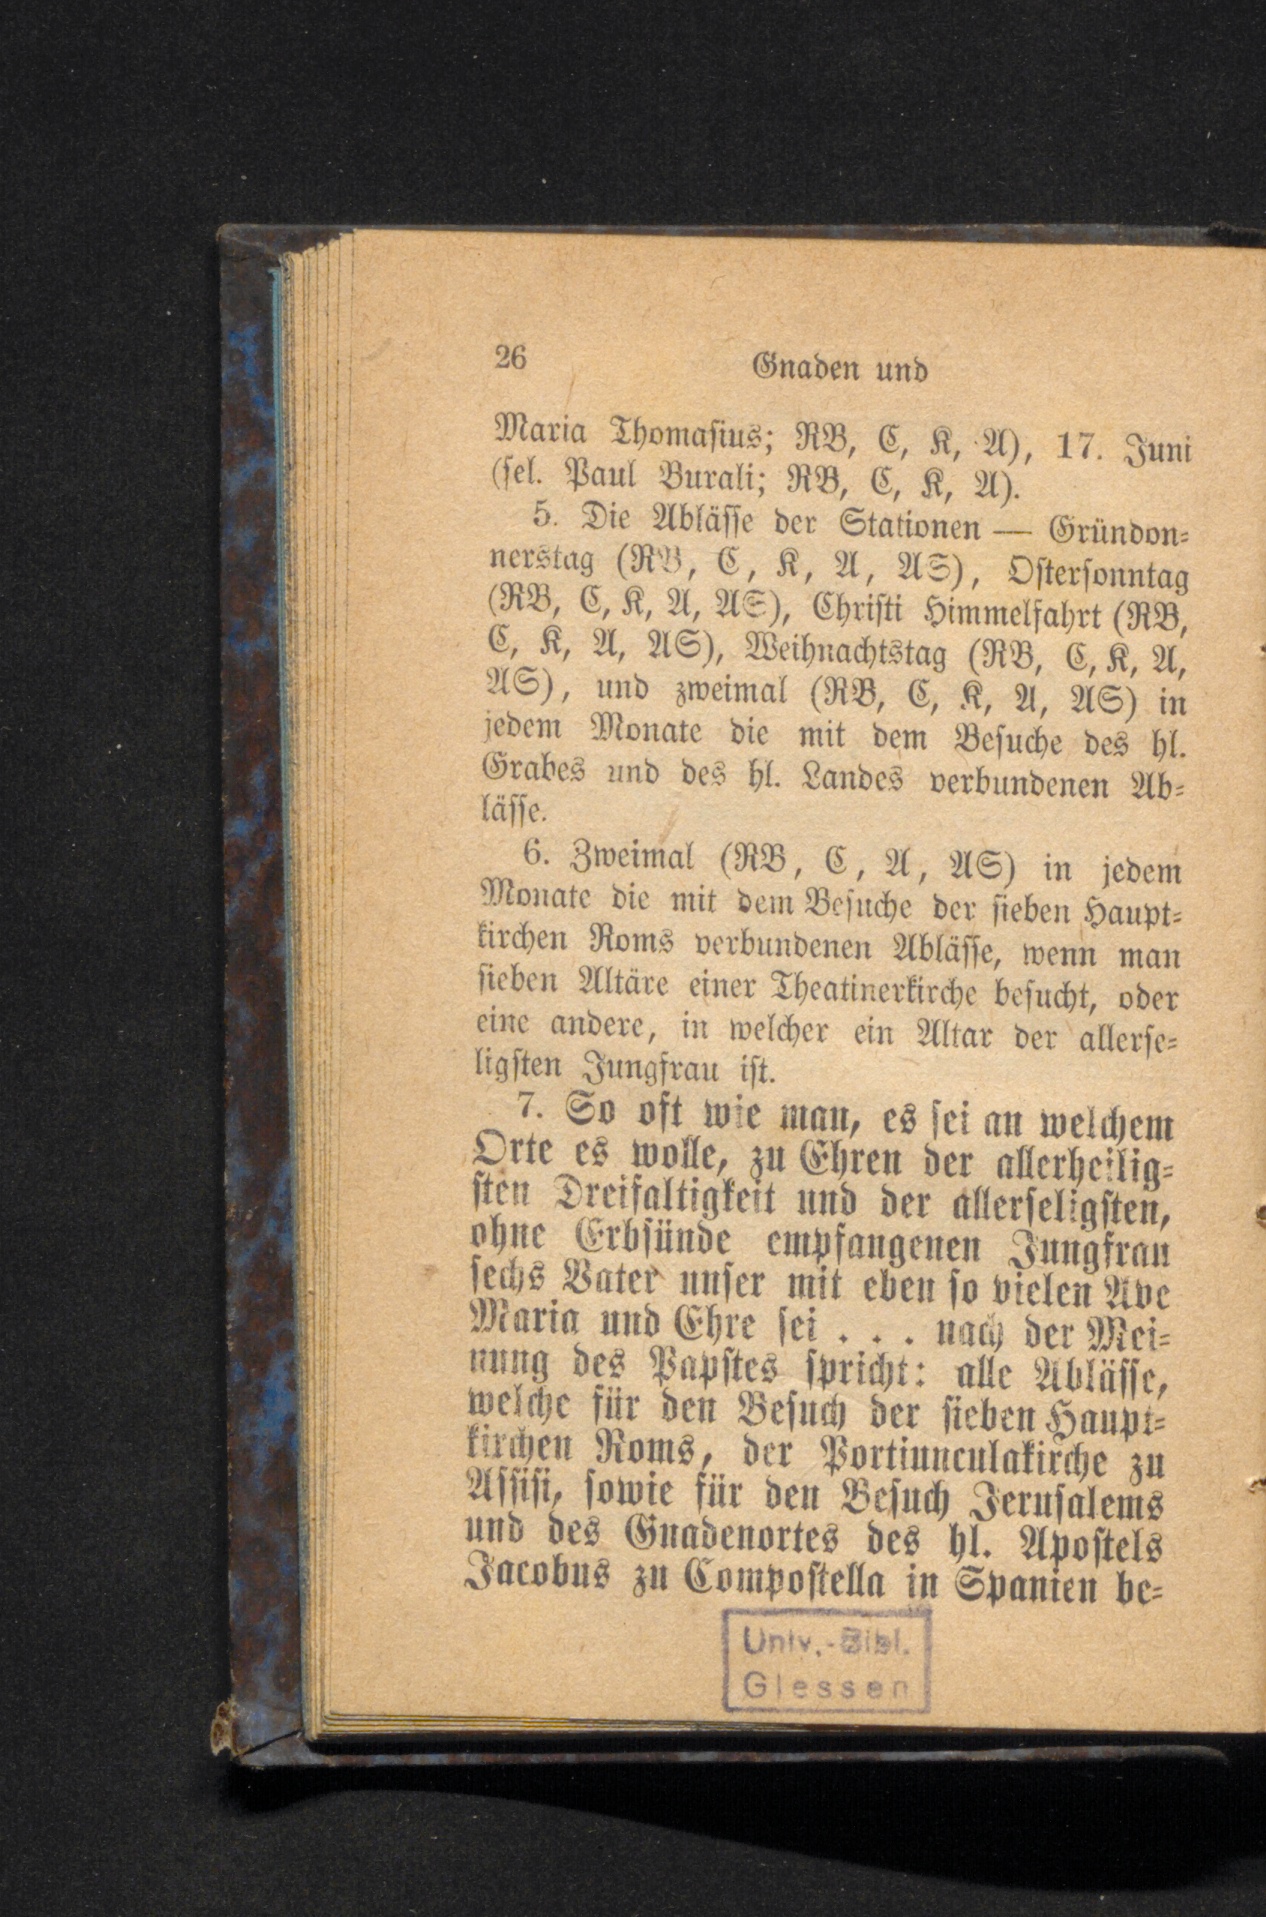 26
Gnaden und
Maria Thomasius; RB, C, K, A), 17. Juni
(sel. Paul Burali; RB, C, K, A).
5. Die Ablässe der Stationen — Gründon-
nerstag (RB, C, K, A, AS), Ostersonntag
(RB, C, K, A, AS), Christi Himmelfahrt (RB,
C, K, A, AS), Weihnachtstag (RB, C, K, A,
AS), und zweimal (RB, C, K, A, AS) in
jedem Monate die mit dem Besuche des hl.
Grabes und des hl. Landes verbundenen Ab-
lässe.
6. Zweimal (RB, C, A, AS) in jedem
Monate die mit dem Besuche der sieben Haupt-
kirchen Roms verbundenen Ablässe, wenn man
sieben Altäre einer Theatinerkirche besucht, oder
eine andere, in welcher ein Altar der allerse-
ligsten Jungfrau ist.
7. So oft wie man, es sei an welchem
Orte es wolle, zu Ehren der allerheilig-
sten Dreifaltigkeit und der allerseligsten,
ohne Erbsünde empfangenen Jungfrau
sechs Vater unser mit eben so vielen Ave
Maria und Ehre sei . . . nach der Mei-
nung des Papstes spricht: alle Ablässe,
welche für den Besuch der sieben Haupt-
kirchen Roms, der Portiunculakirche zu
Assisi, sowie für den Besuch Jerusalems
und des Gnadenortes des hl. Apostels
Jacobus zu Compostella in Spanien be-
Univ.-Bibl.
Giessen